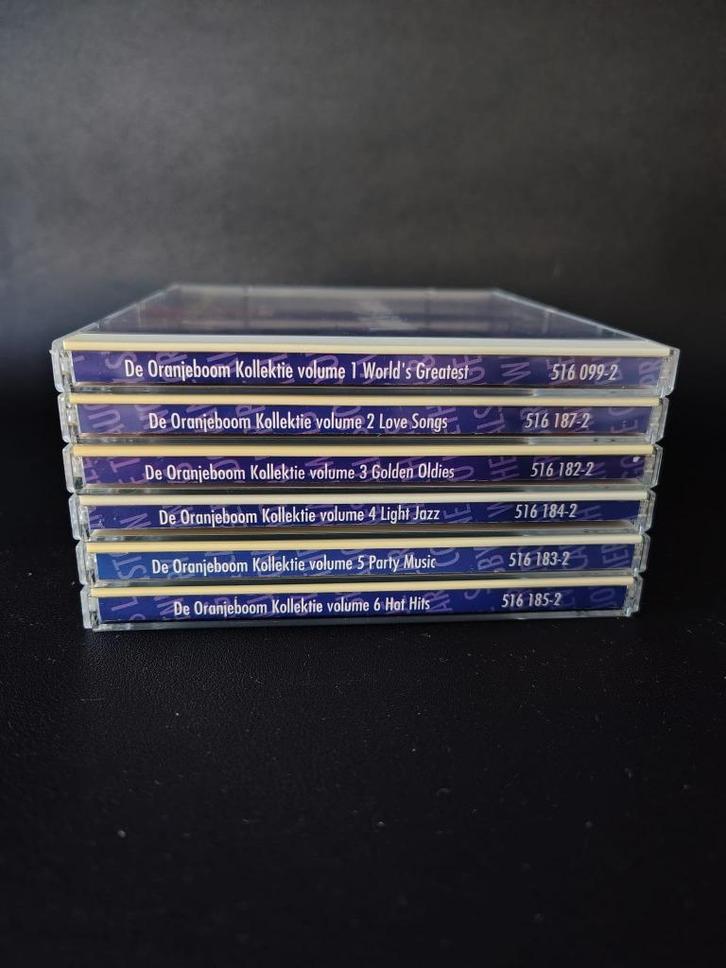 De Oranjeboom Kollektie volume 1 World's Greatest 516 099-2
De Oranjeboom Kollektie volume 2 Love Songs 516 187-2
De Oranjeboom Kollektie volume 3 Golden Oldies 516 182-2
De Oranjeboom Kollektie volume 4 Light Jazz 516 184-2
De Oranjeboom Kollektie volume 5 Party Music 516 183-2
De Oranjeboom Kollektie volume 6 Hot Hits 516 185-2